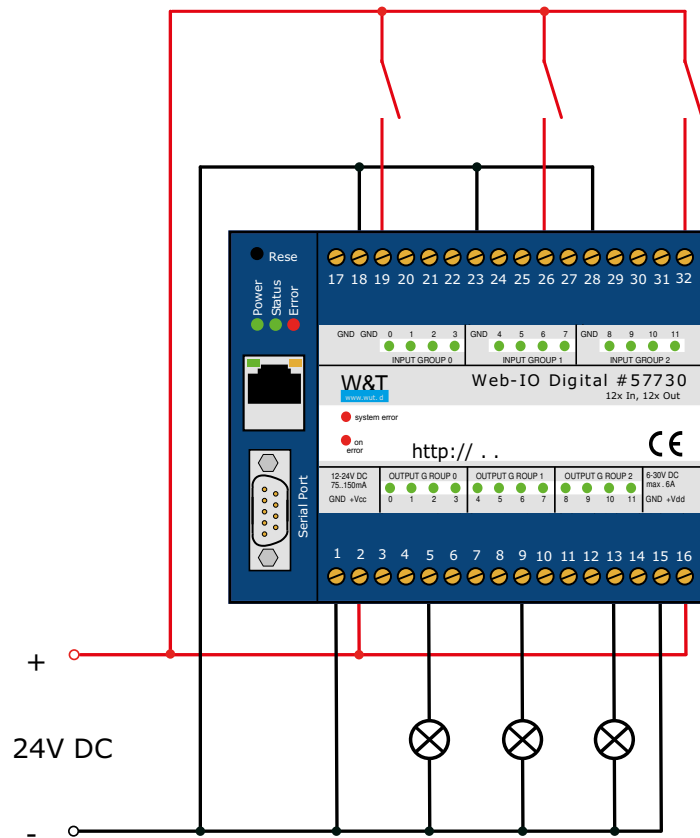 Rese
Power
Status
Error
17 18 19 20 21 22 23 24 25 26 27 28 29 30 31 32
GND GND 0 1 2 3 GND 4 5 6 7 GND 8 9 10 11
INPUT GROUP 0 INPUT GROUP 1 INPUT GROUP 2
W&T
www.wut. d
Web-IO Digital #57730
12x In, 12x Out
system error
on
error
http:// . .
CE
Serial Port
12-24V DC
75..150mA
GND +Vcc
OUTPUT G ROUP 0 OUTPUT G ROUP 1 OUTPUT G ROUP 2
0 1 2 3 4 5 6 7 8 9 10 11
6-30V DC
max . 6A
GND +Vdd
1 2 3 4 5 6 7 8 9 10 11 12 13 14 15 16
+
24V DC
-